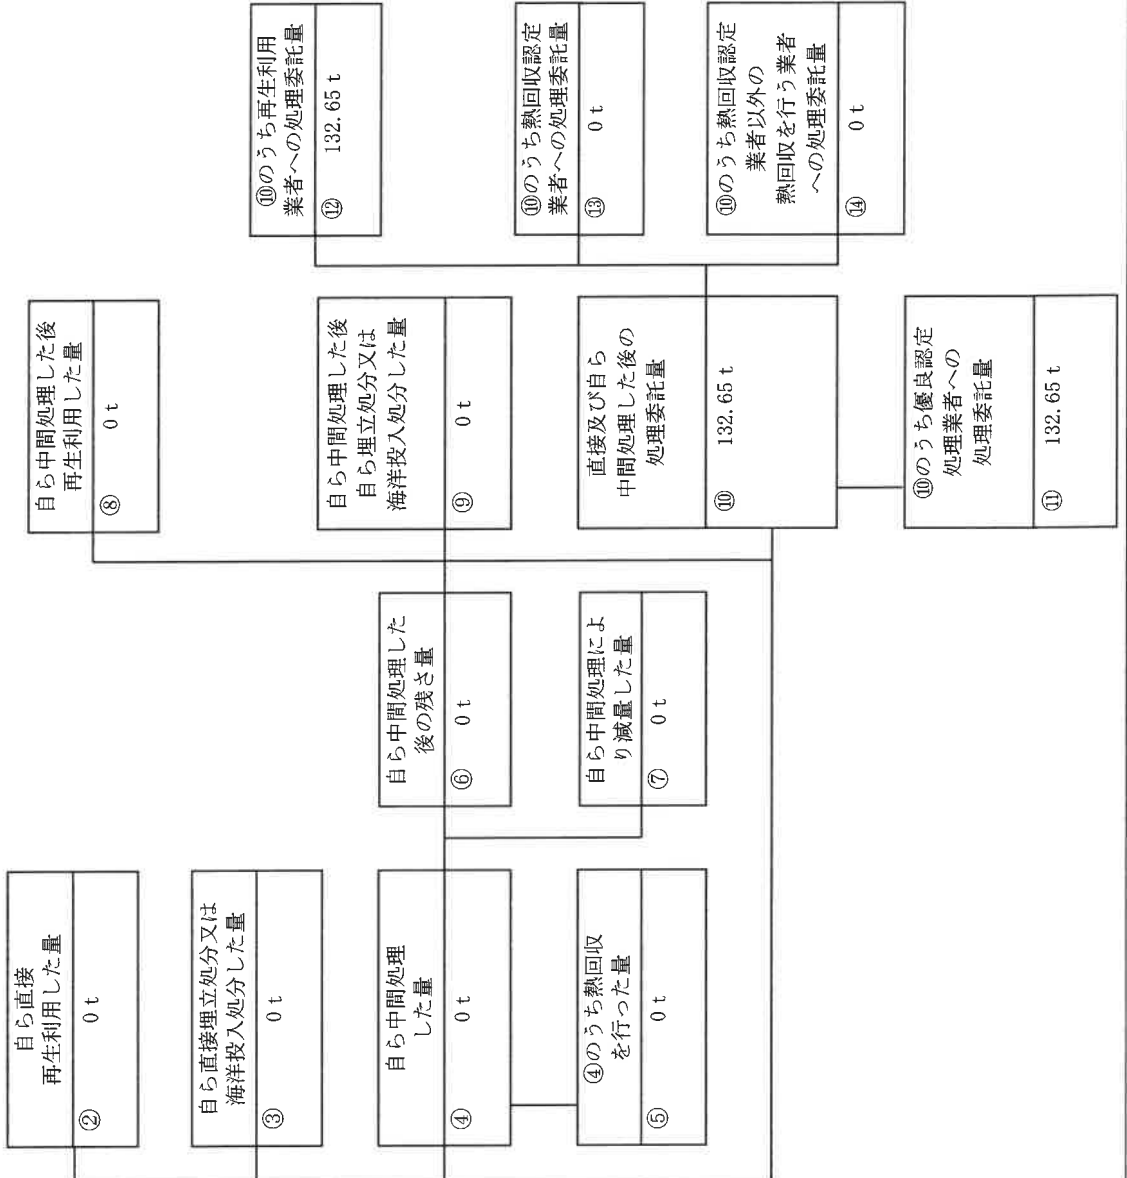 自ら直接
再生利用した量
② 0 t
自ら直接埋立処分又は
海洋投入処分した量
③ 0 t
自ら中間処理
した量
④ 0 t
④のうち熱回収
を行った量
⑤ 0 t
自ら中間処理した
後の残さ量
⑥ 0 t
自ら中間処理によ
り減量した量
⑦ 0 t
自ら中間処理した後
再生利用した量
⑧ 0 t
自ら中間処理した後
自ら埋立処分又は
海洋投入処分した量
⑨ 0 t
直接及び自ら
中間処理した後の
処理委託量
⑩ 132.65 t
⑩のうち優良認定
処理業者への
処理委託量
⑪ 132.65 t
⑩のうち再生利用
業者への処理委託量
⑫ 132.65 t
⑩のうち熱回収認定
業者への処理委託量
⑬ 0 t
⑩のうち熱回収認定
業者以外の
熱回収を行う業者
への処理委託量
⑭ 0 t